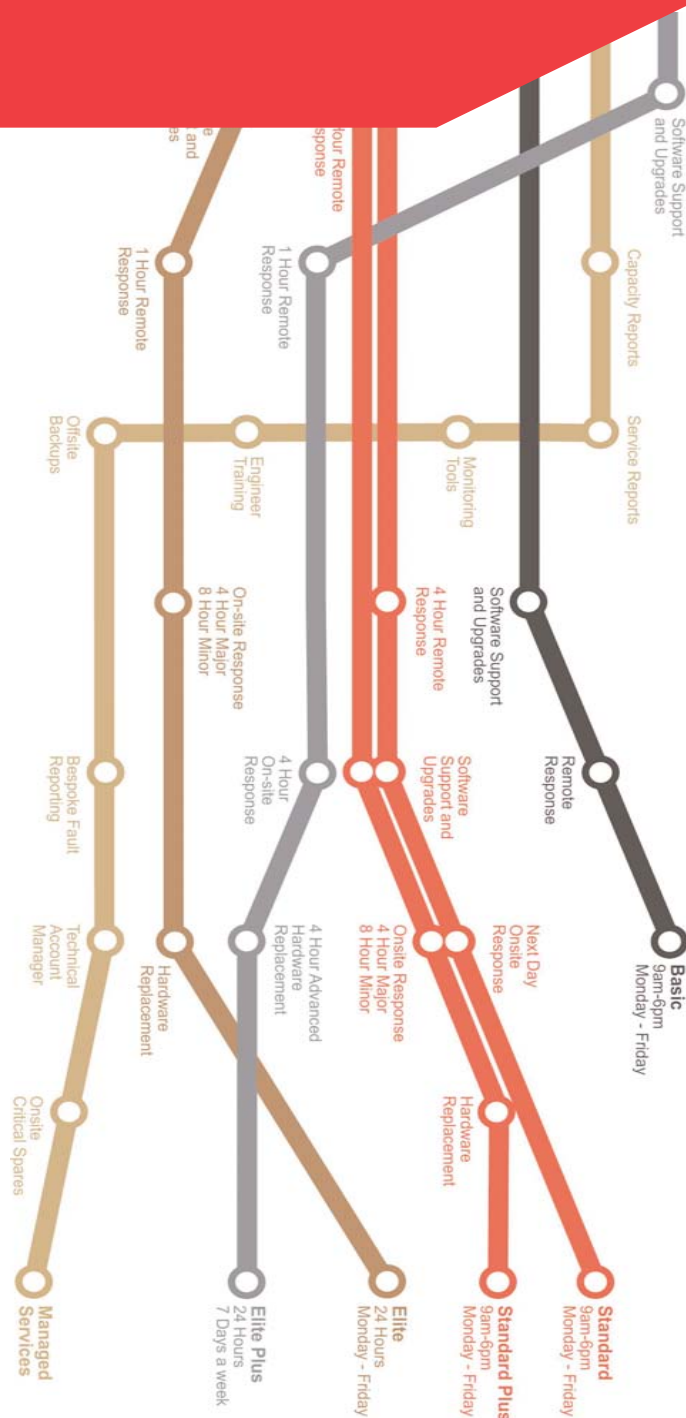 Software Support
and Upgrades
Capacity Reports
Service Reports
Monitoring
Tools
Engineer
Training
Offsite
Backups
Bespoke Fault
Reporting
Technical
Account
Manager
Onsite
Critical Spares
Managed
Services
and
1 Hour Remote
Response
On-site Response
4 Hour Major
8 Hour Minor
Hardware
Replacement
Elite
24 Hours
Monday - Friday
1 Hour Remote
Response
4 Hour
On-site
Response
4 Hour Advanced
Hardware
Replacement
Elite Plus
24 Hours
7 Days a week
Hour Remote
4 Hour Remote
Response
Software
Support and
Upgrades
Next Day
Onsite
Response
Onsite Response
4 Hour Major
8 Hour Minor
Hardware
Replacement
Standard Plus
9am-6pm
Monday - Friday
Standard
9am-6pm
Monday - Friday
Software Support
and Upgrades
Remote
Response
Basic
9am-6pm
Monday - Friday